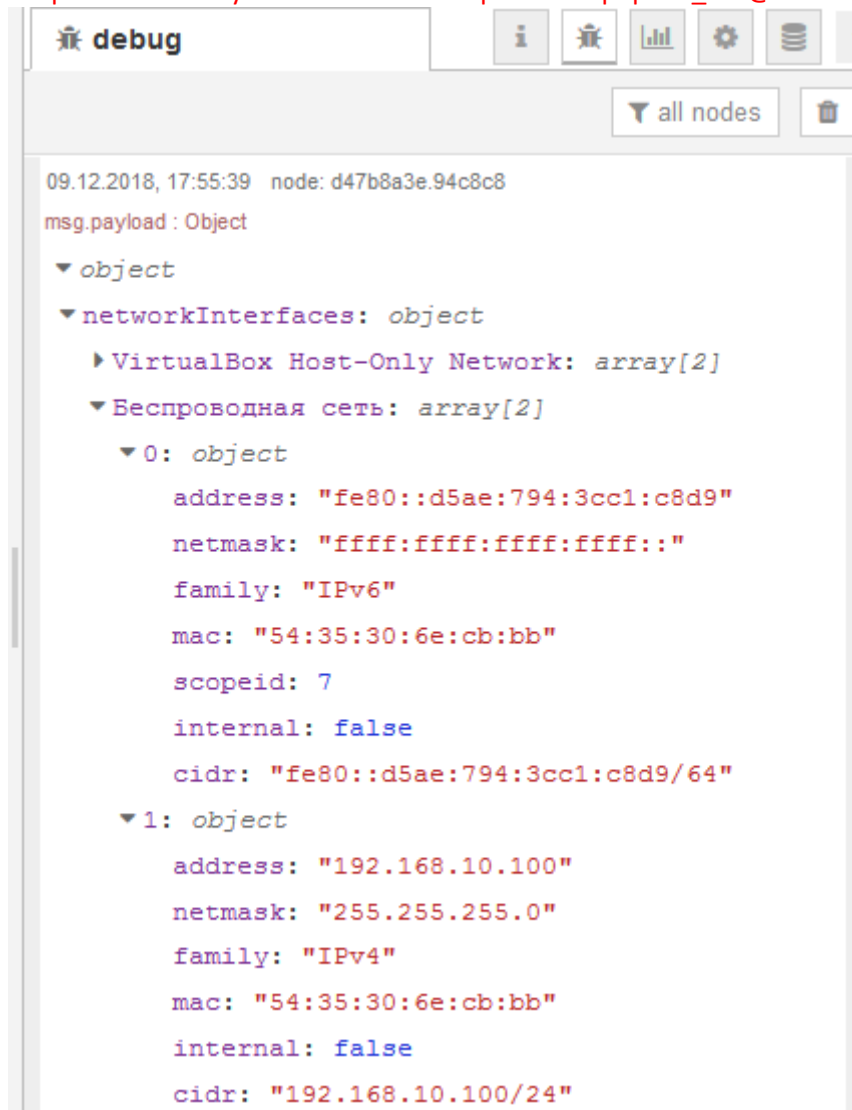 debug
i
all nodes
09.12.2018, 17:55:39 node: d47b8a3e.94c8c8
msg.payload : Object
object
networkInterfaces: object
VirtualBox Host-Only Network: array[2]
Беспроводная сеть: array[2]
0: object
address: "fe80::d5ae:794:3cc1:c8d9"
netmask: "ffff:ffff:ffff:ffff::"
family: "IPv6"
mac: "54:35:30:6e:cb:bb"
scopeid: 7
internal: false
cidr: "fe80::d5ae:794:3cc1:c8d9/64"
1: object
address: "192.168.10.100"
netmask: "255.255.255.0"
family: "IPv4"
mac: "54:35:30:6e:cb:bb"
internal: false
cidr: "192.168.10.100/24"